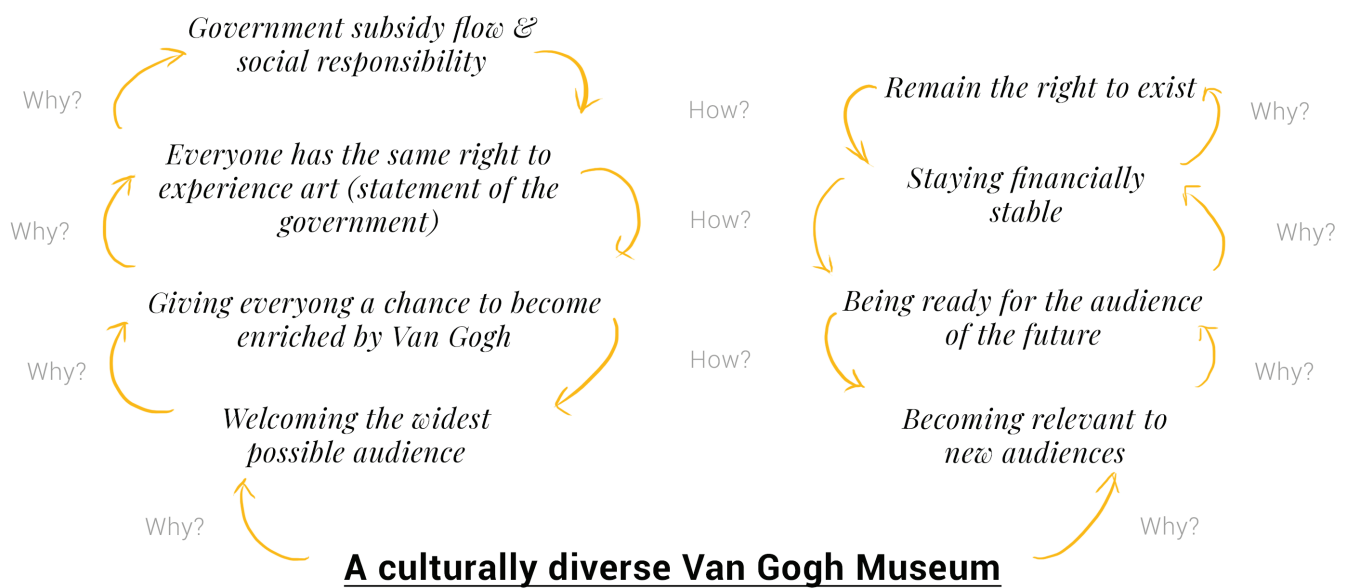 Government subsidy flow &
social responsibility
Why?
Everyone has the same right to
experience art (statement of the
government)
Why?
Giving everyong a chance to become
enriched by Van Gogh
Why?
Welcoming the widest
possible audience
Why?
How?
How?
How?
Remain the right to exist
Why?
Staying financially
stable
Why?
Being ready for the audience
of the future
Why?
Becoming relevant to
new audiences
Why?
A culturally diverse Van Gogh Museum